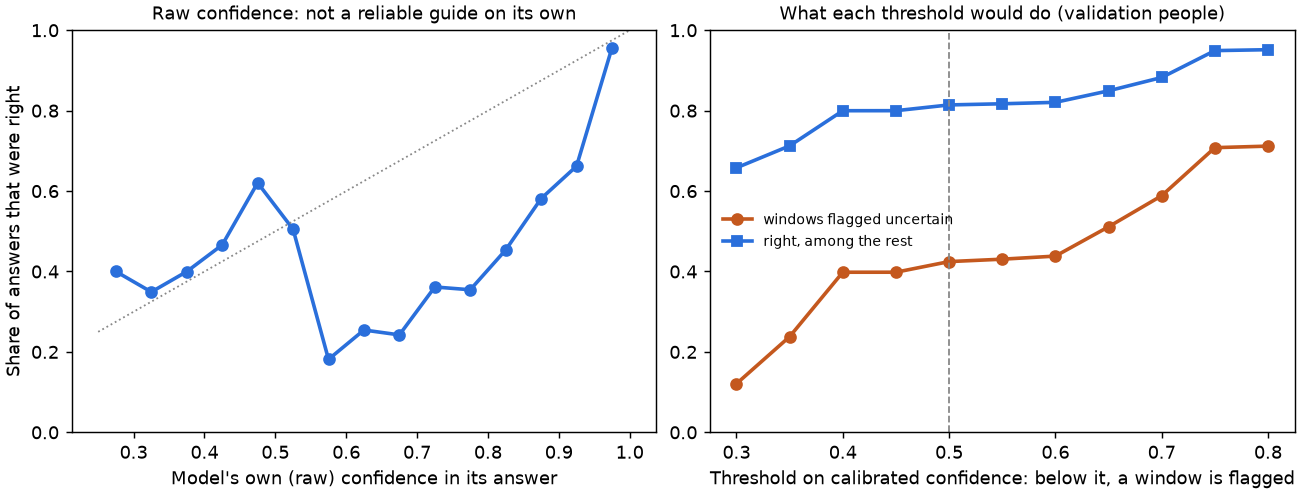 Raw confidence: not a reliable guide on its own
Share of answers that were right
1.0
0.8
0.6
0.4
0.2
0.0
0.3 0.4 0.5 0.6 0.7 0.8 0.9 1.0
Model's own (raw) confidence in its answer
What each threshold would do (validation people)
1.0
0.8
0.6
0.4
0.2
0.0
windows flagged uncertain
right, among the rest
0.3 0.4 0.5 0.6 0.7 0.8
Threshold on calibrated confidence: below it, a window is flagged